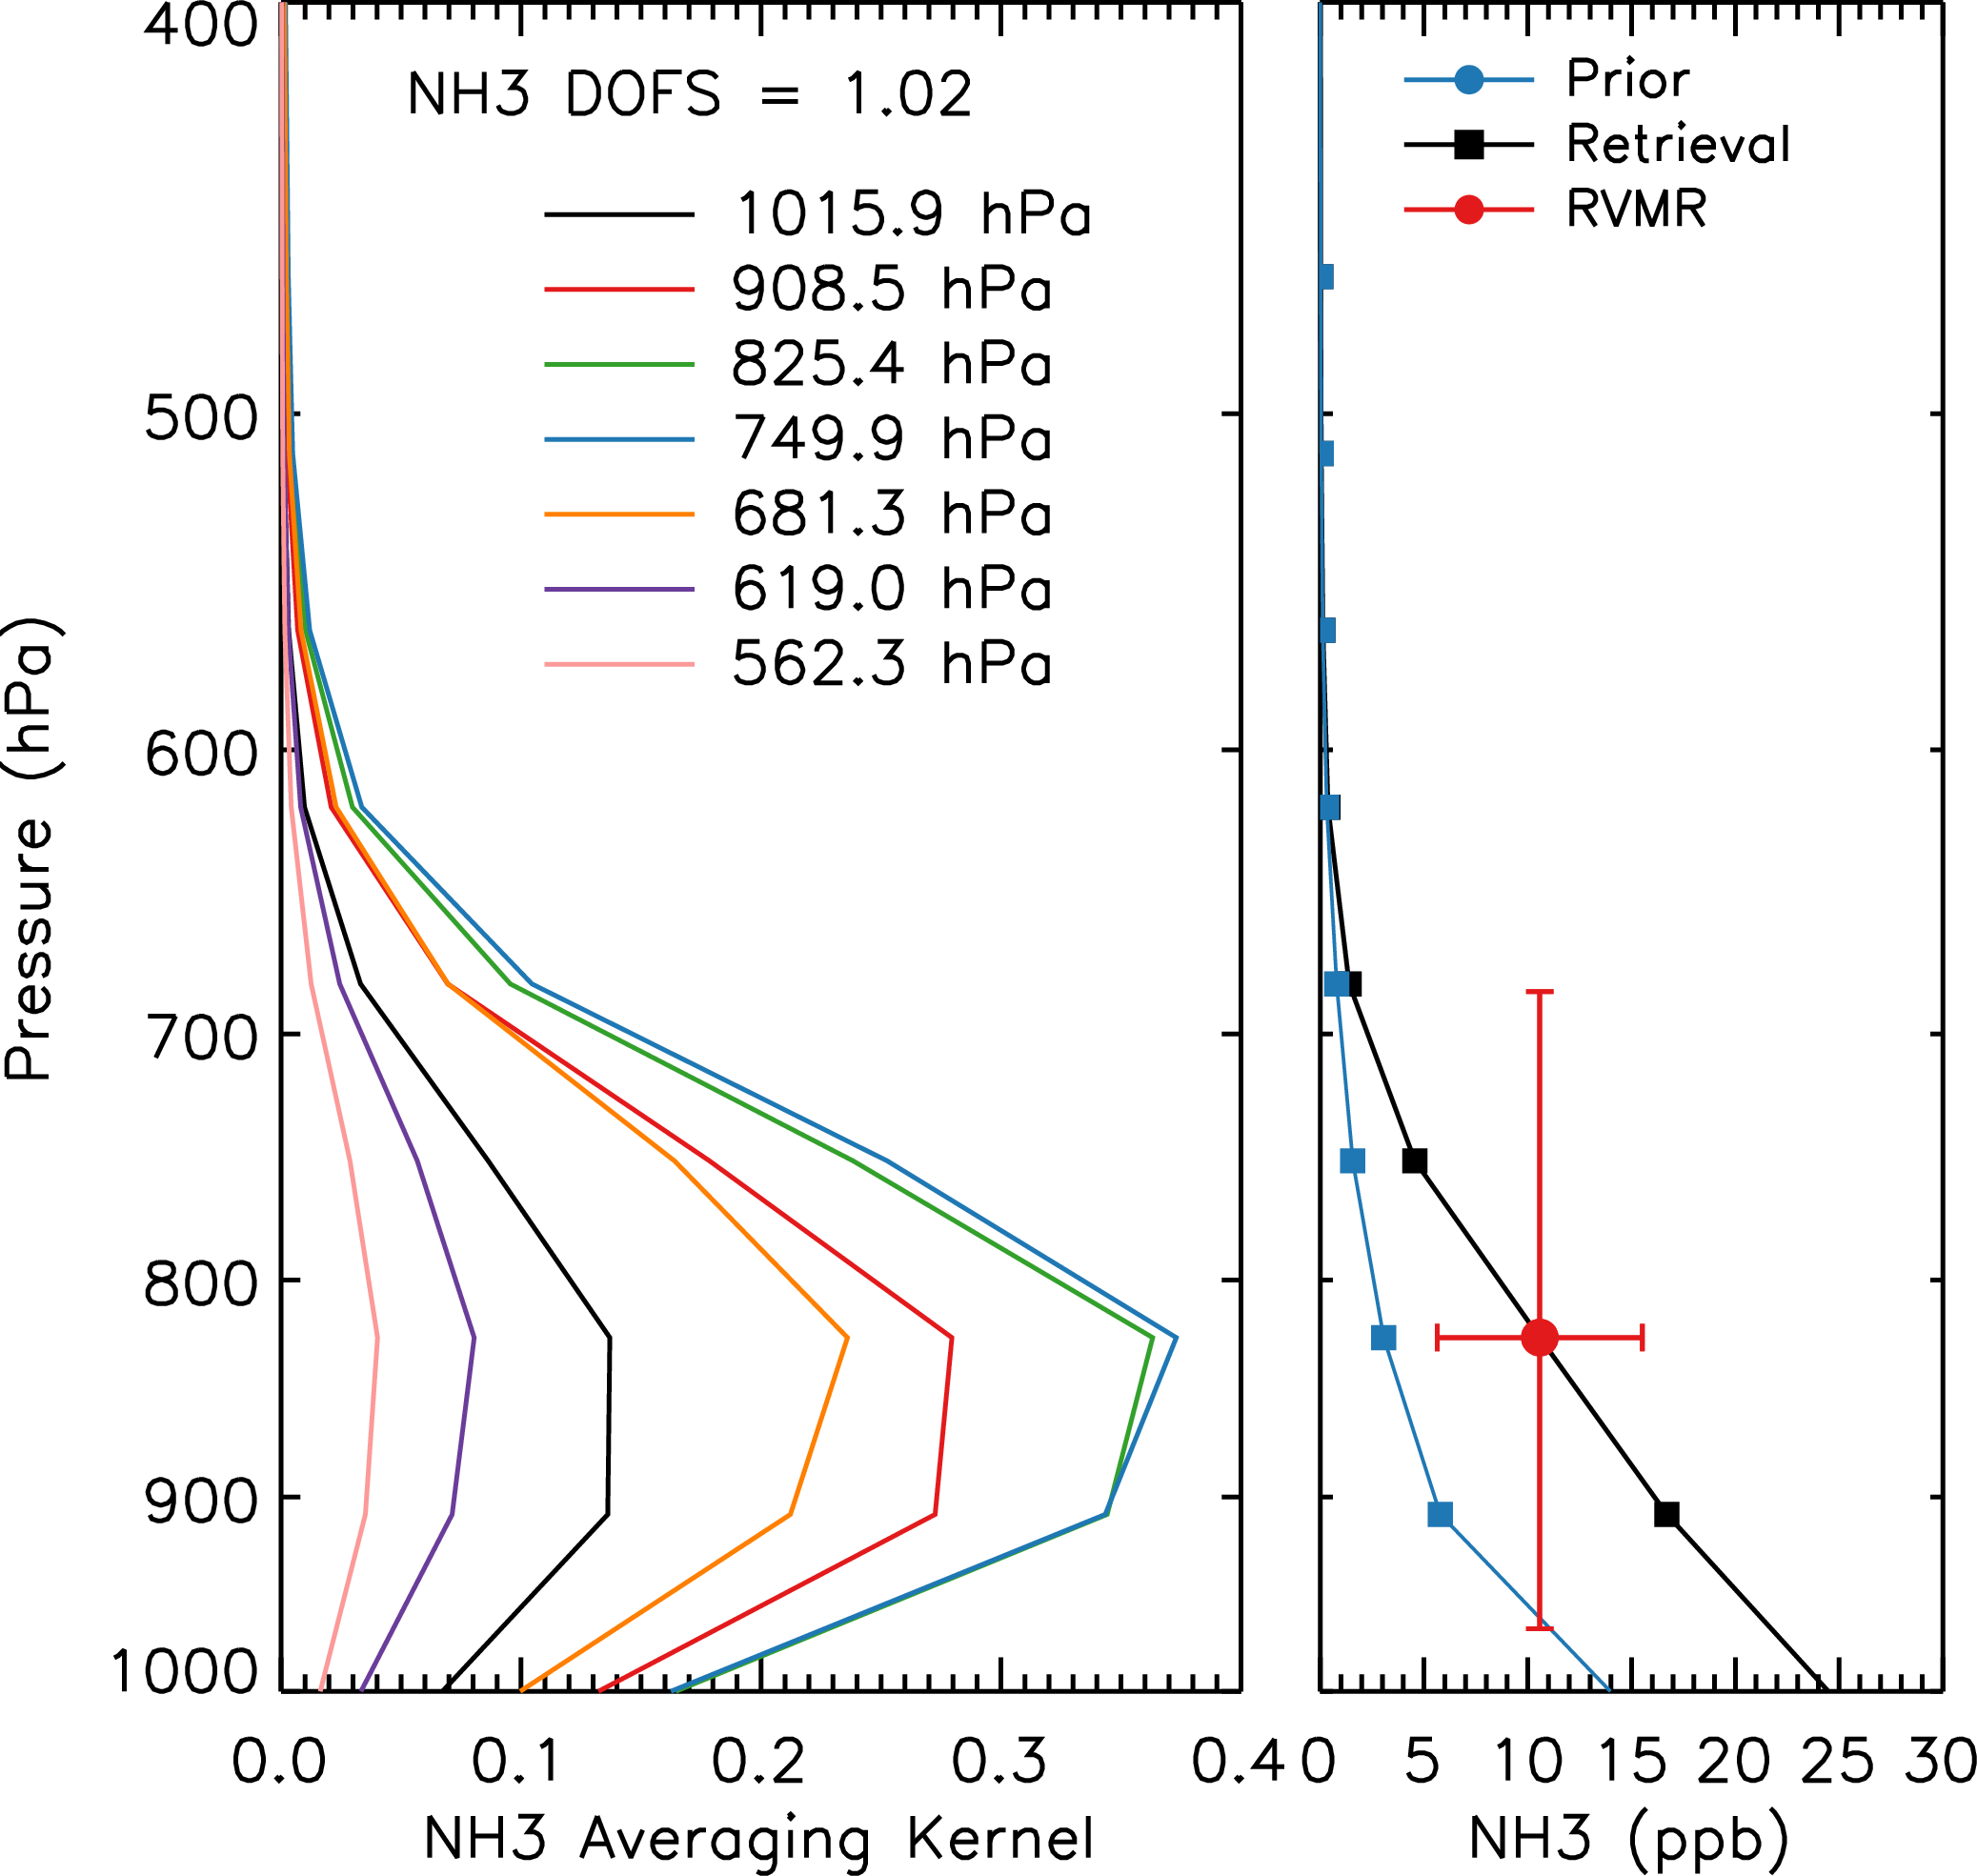 NH3 DOFS = 1.02
1015.9 hPa
908.5 hPa
825.4 hPa
749.9 hPa
681.3 hPa
619.0 hPa
562.3 hPa
Pressure (hPa)
400
500
600
700
800
900
1000
0.0 0.1 0.2 0.3 0.4
NH3 Averaging Kernel
Prior
Retrieval
RVMR
0 5 10 15 20 25 30
NH3 (ppb)